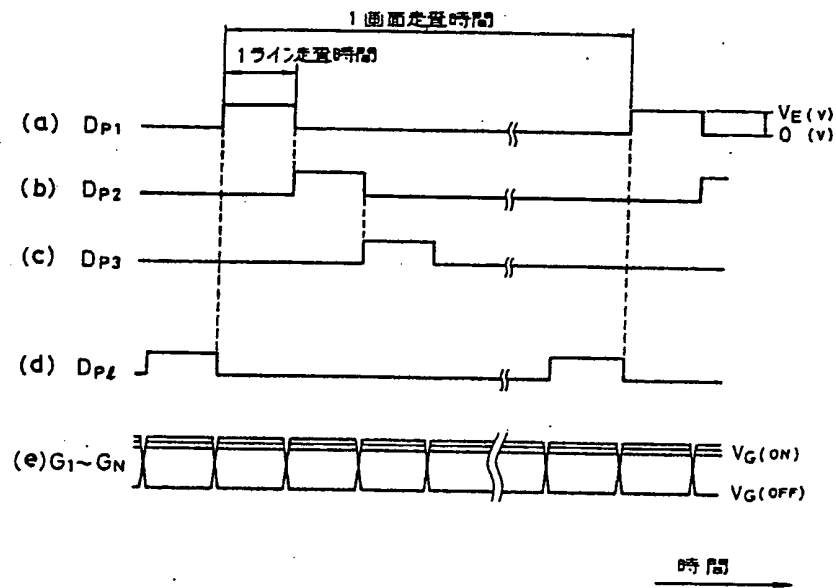 1画面走査時間
1ライン走査時間
(a) DP1
VE(V)
0 (V)
(b) DP2
(c) DP3
(d) DPℓ
(e) G1~GN
VG(ON)
VG(OFF)
時間